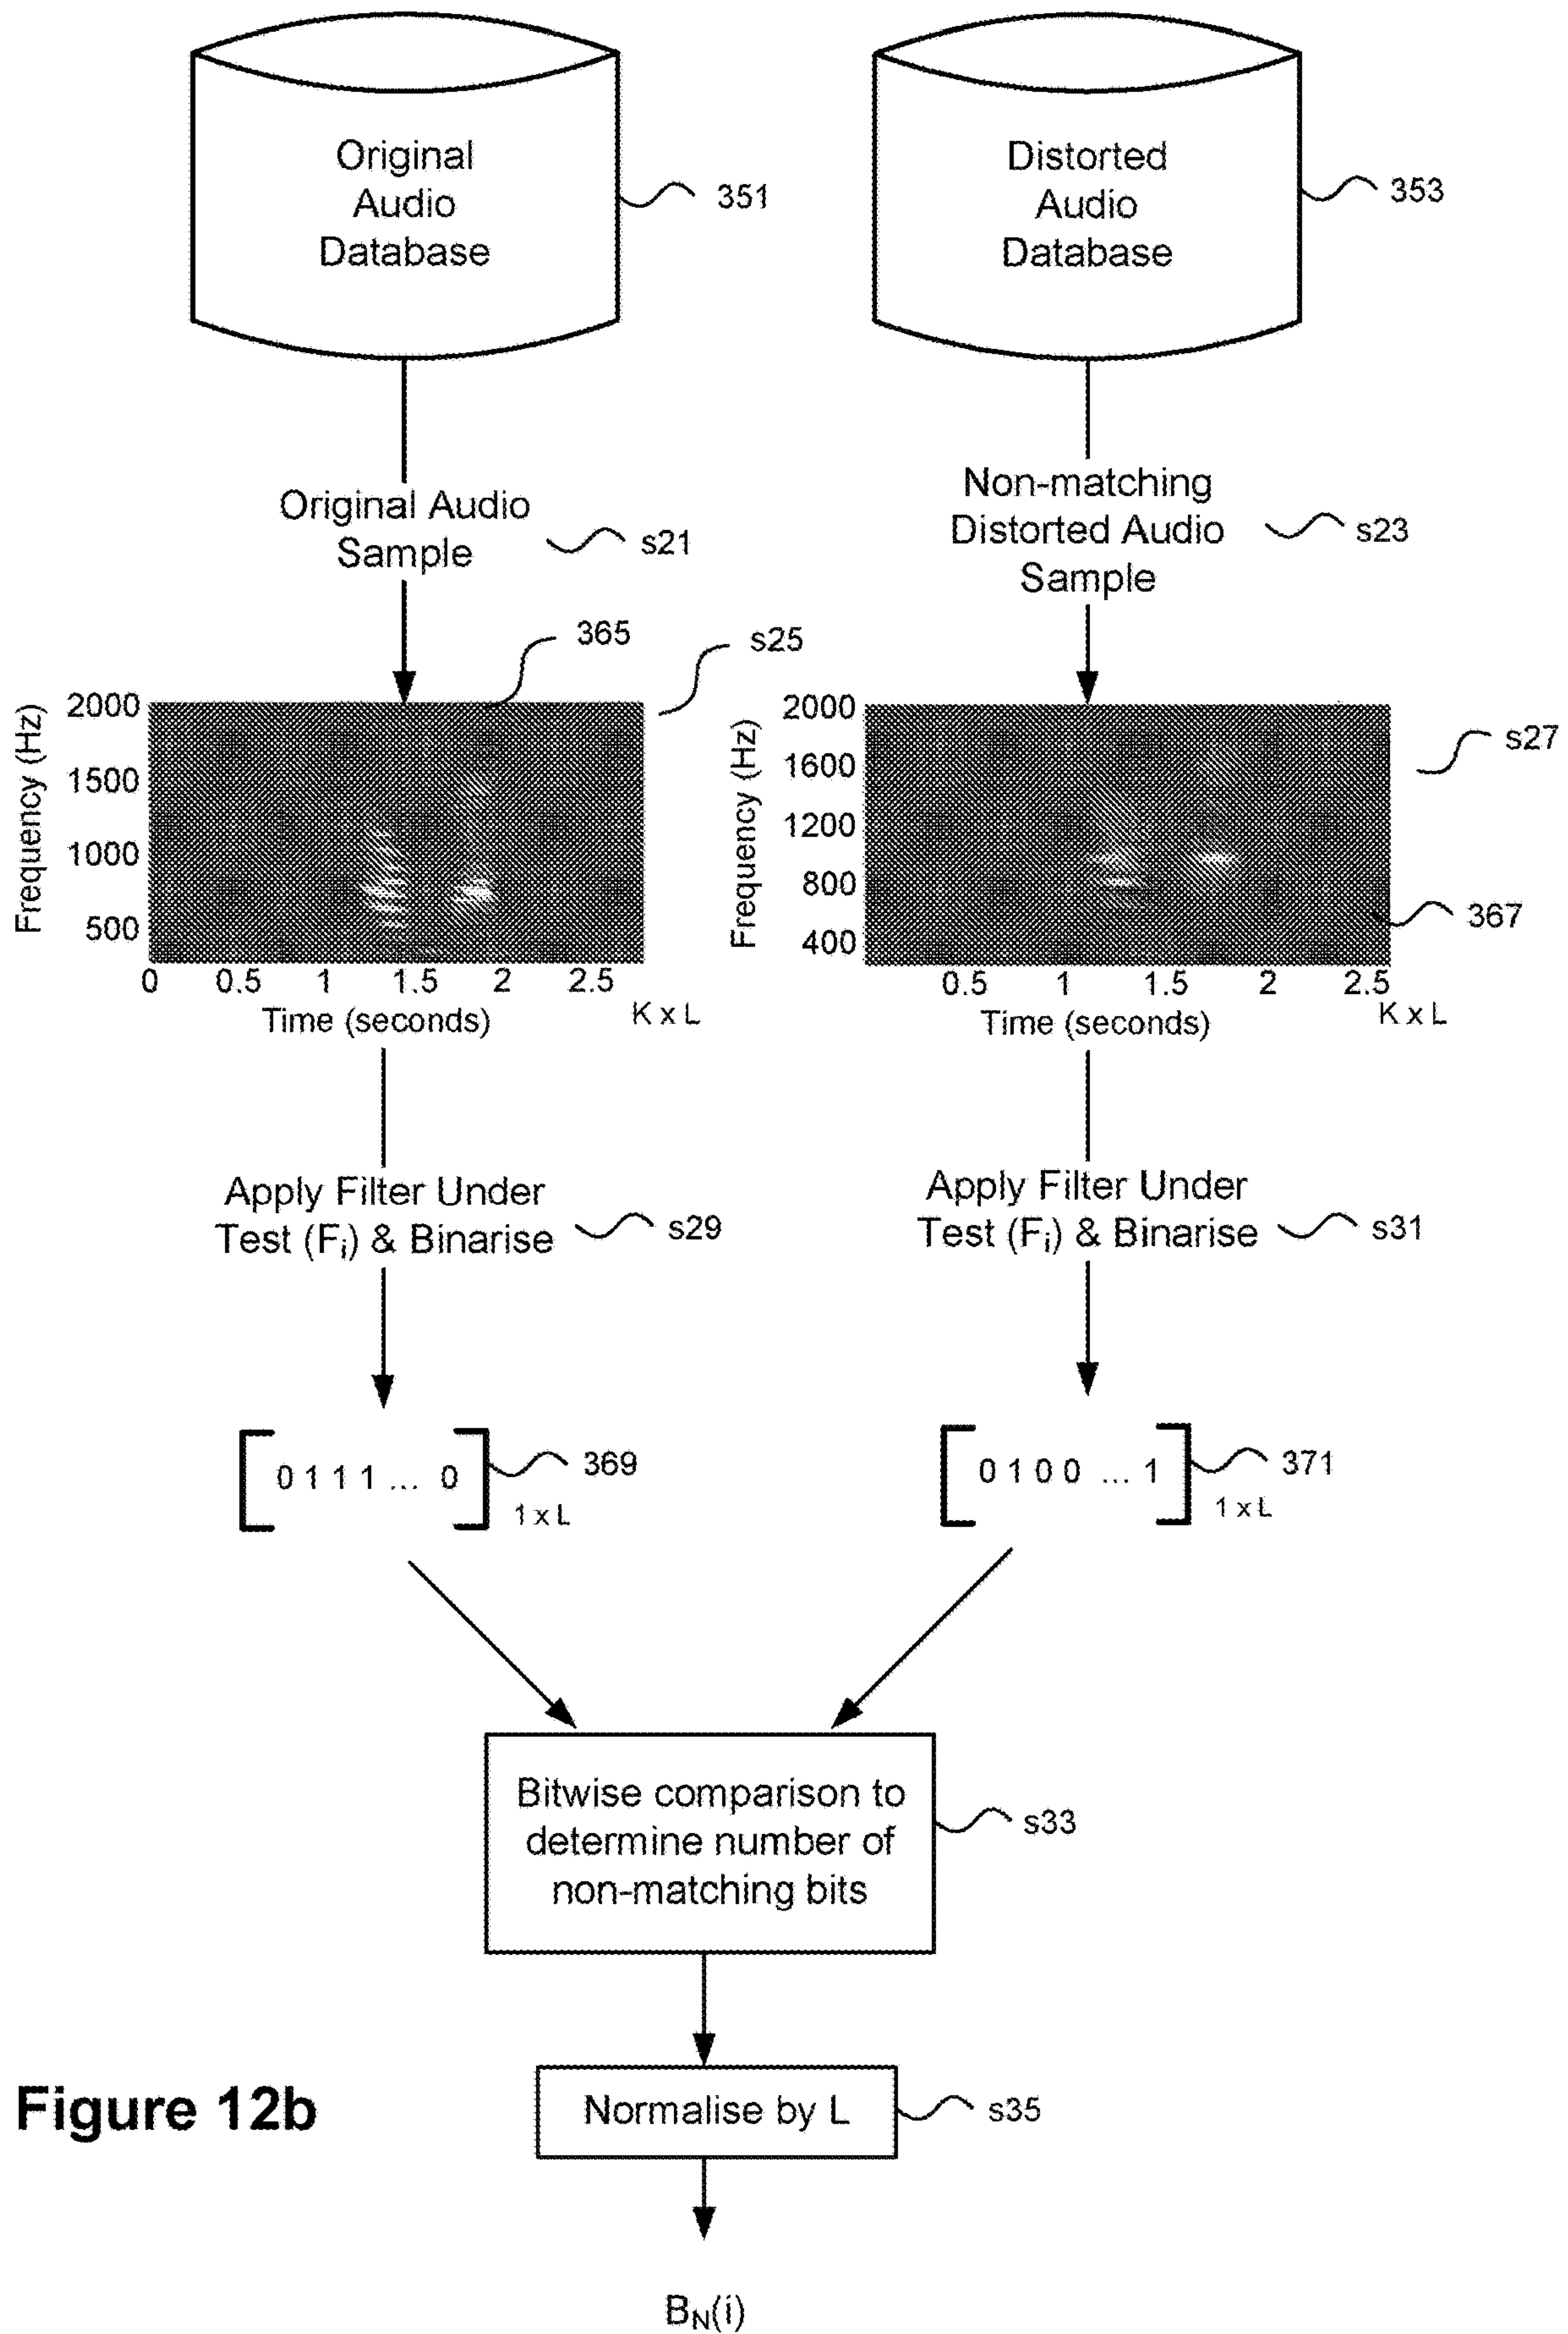 Original
Audio
Database
351
Distorted
Audio
Database
353
Original Audio
Sample
s21
Non-matching
Distorted Audio
Sample
s23
365
s25
Frequency (Hz)
2000
1500
1000
500
0 0.5 1 1.5 2 2.5
Time (seconds)
K x L
s27
367
Frequency (Hz)
2000
1600
1200
800
400
0.5 1 1.5 2 2.5
Time (seconds)
K x L
Apply Filter Under
Test (Fi) & Binarise
s29
Apply Filter Under
Test (Fi) & Binarise
s31
0 1 1 1 ... 0
369
1 x L
0 1 0 0 ... 1
371
1 x L
Bitwise comparison to
determine number of
non-matching bits
s33
Normalise by L
s35
Figure 12b
BN(i)